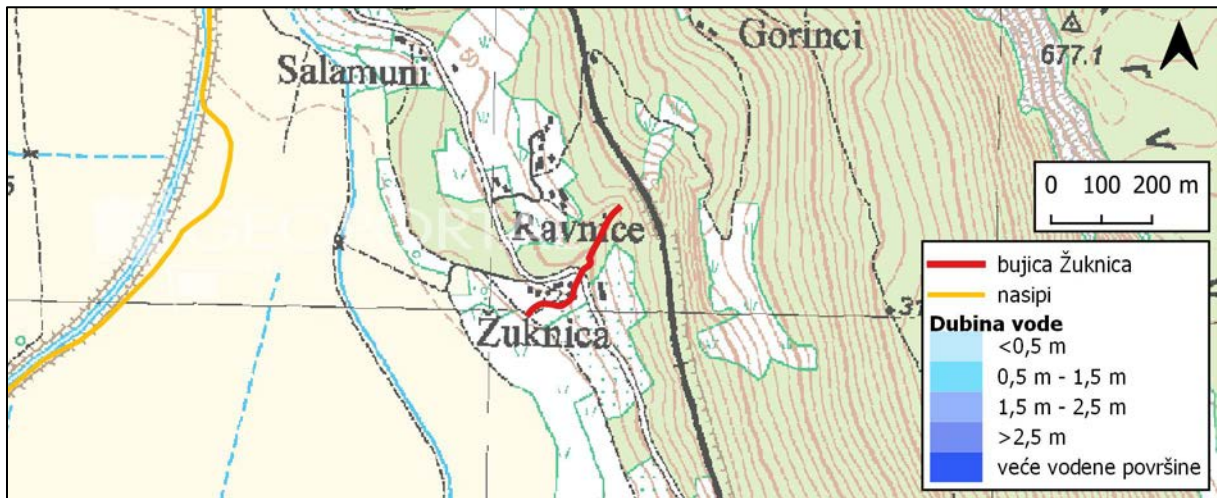 Gorinci
677.1
Salamuni
50
Ravnice
Žuknica
0 100 200 m
bujica Žuknica
nasipi
Dubina vode
<0,5 m
0,5 m - 1,5 m
1,5 m - 2,5 m
>2,5 m
veće vodene površine